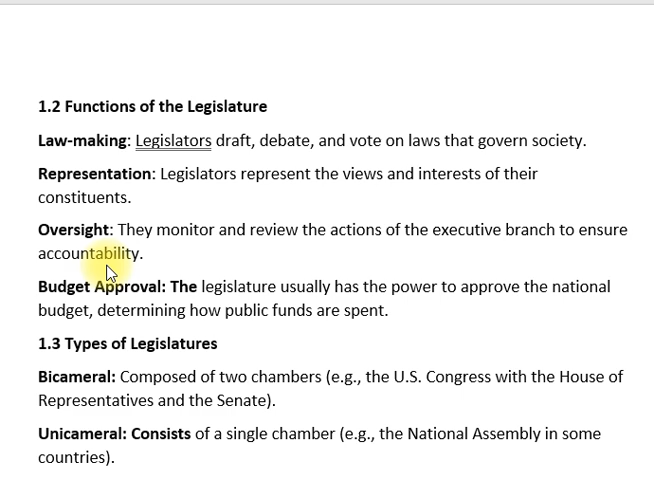 1.2 Functions of the Legislature
Law-making: Legislators draft, debate, and vote on laws that govern society.
Representation: Legislators represent the views and interests of their
constituents.
Oversight: They monitor and review the actions of the executive branch to ensure
accountability.
Budget Approval: The legislature usually has the power to approve the national
budget, determining how public funds are spent.
1.3 Types of Legislatures
Bicameral: Composed of two chambers (e.g., the U.S. Congress with the House of
Representatives and the Senate).
Unicameral: Consists of a single chamber (e.g., the National Assembly in some
countries).